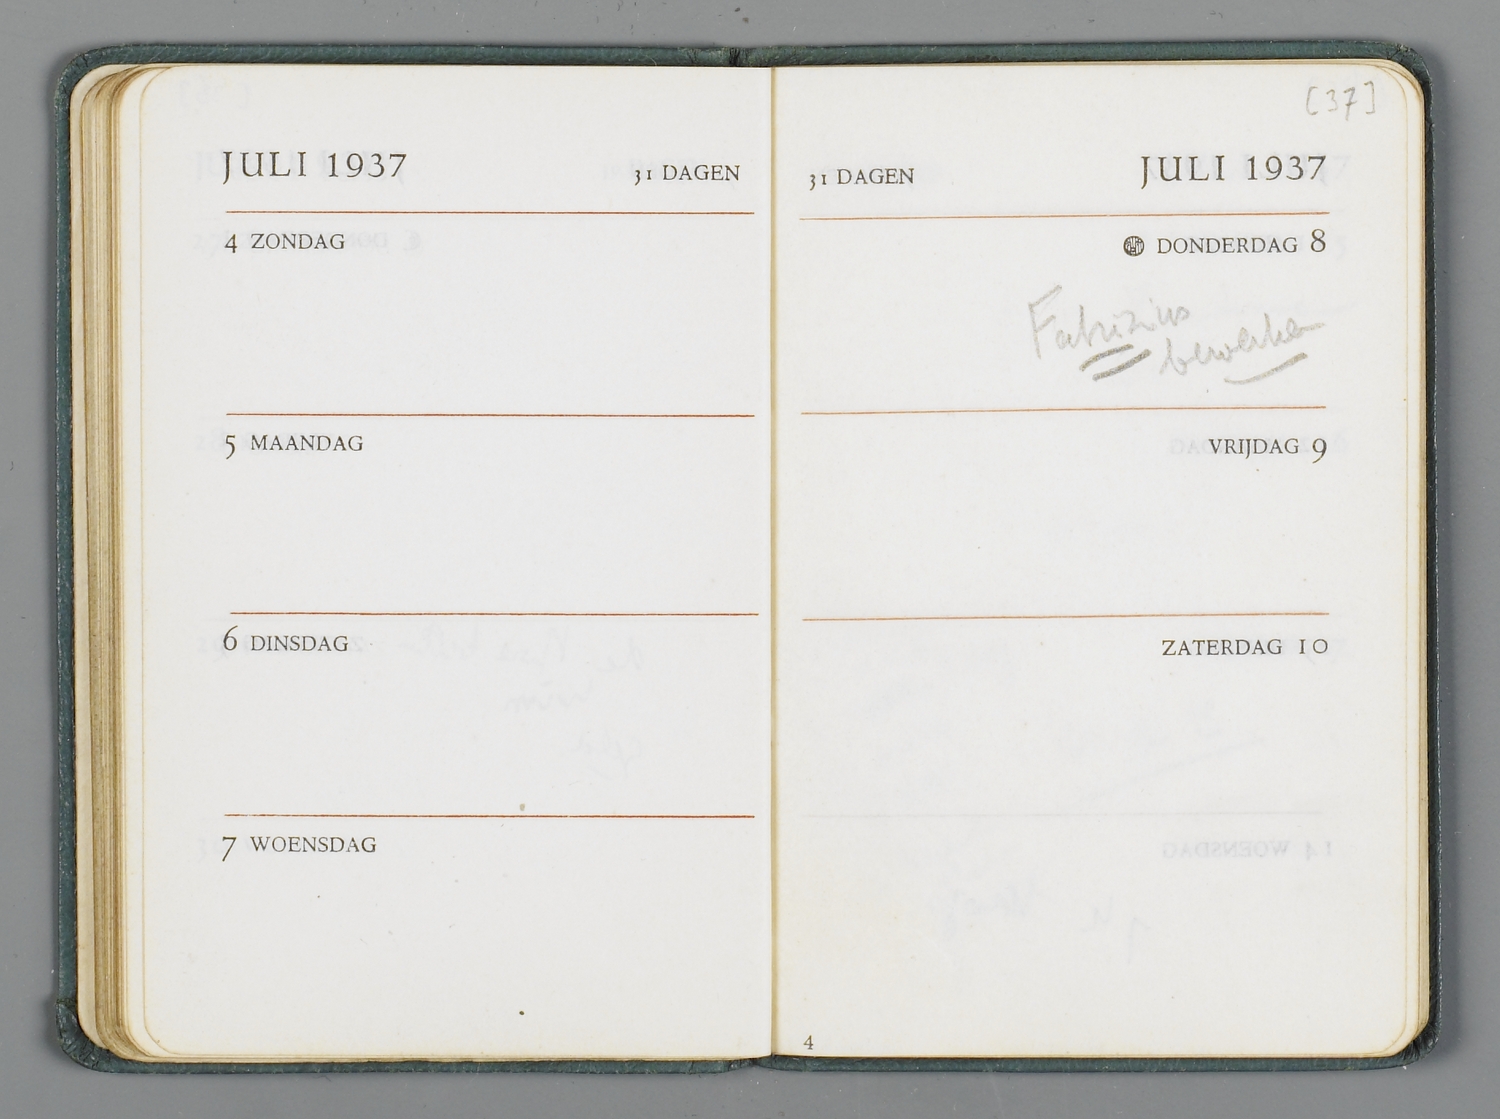 JULI 1937
31 DAGEN
4 ZONDAG
5 MAANDAG
6 DINSDAG
7 WOENSDAG
[37]
31 DAGEN
JULI 1937
DONDERDAG 8
Fabrizius
bewerken
VRIJDAG 9
ZATERDAG 10
4